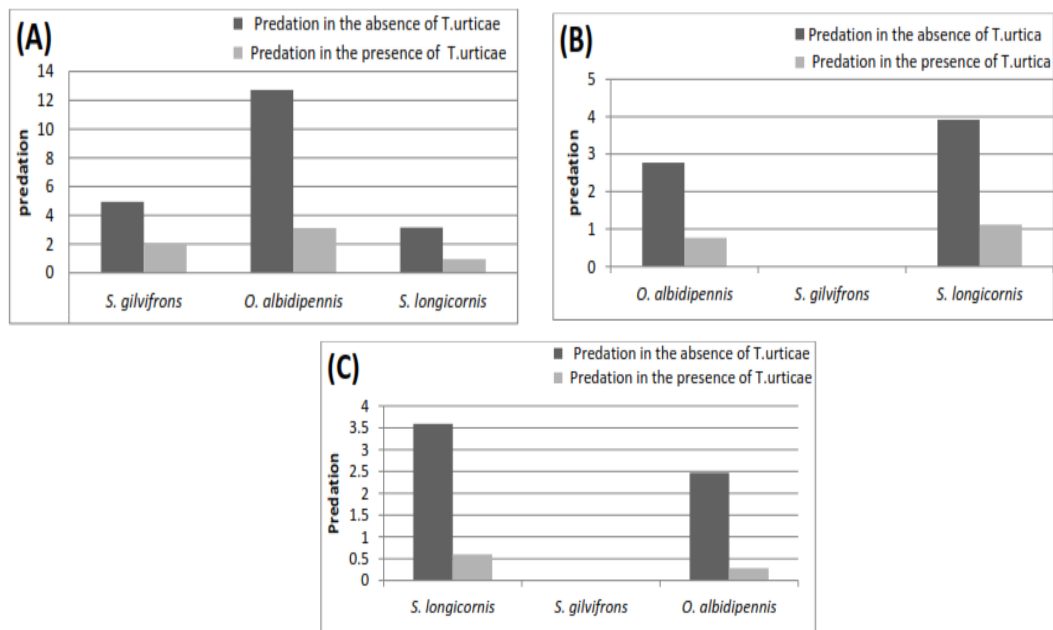 (A)
Predation in the absence of T.urticae
Predation in the presence of T.urticae
predation
14
12
10
8
6
4
2
0
S. gilvifrons O. albidipennis S. longicornis
(B)
Predation in the absence of T.urtica
Predation in the presence of T.urtica
predation
5
4
3
2
1
0
O. albidipennis S. gilvifrons S. longicornis
(C)
Predation in the absence of T.urticae
Predation in the presence of T.urticae
Predation
4
3.5
3
2.5
2
1.5
1
0.5
0
S. longicornis S. gilvifrons O. albidipennis